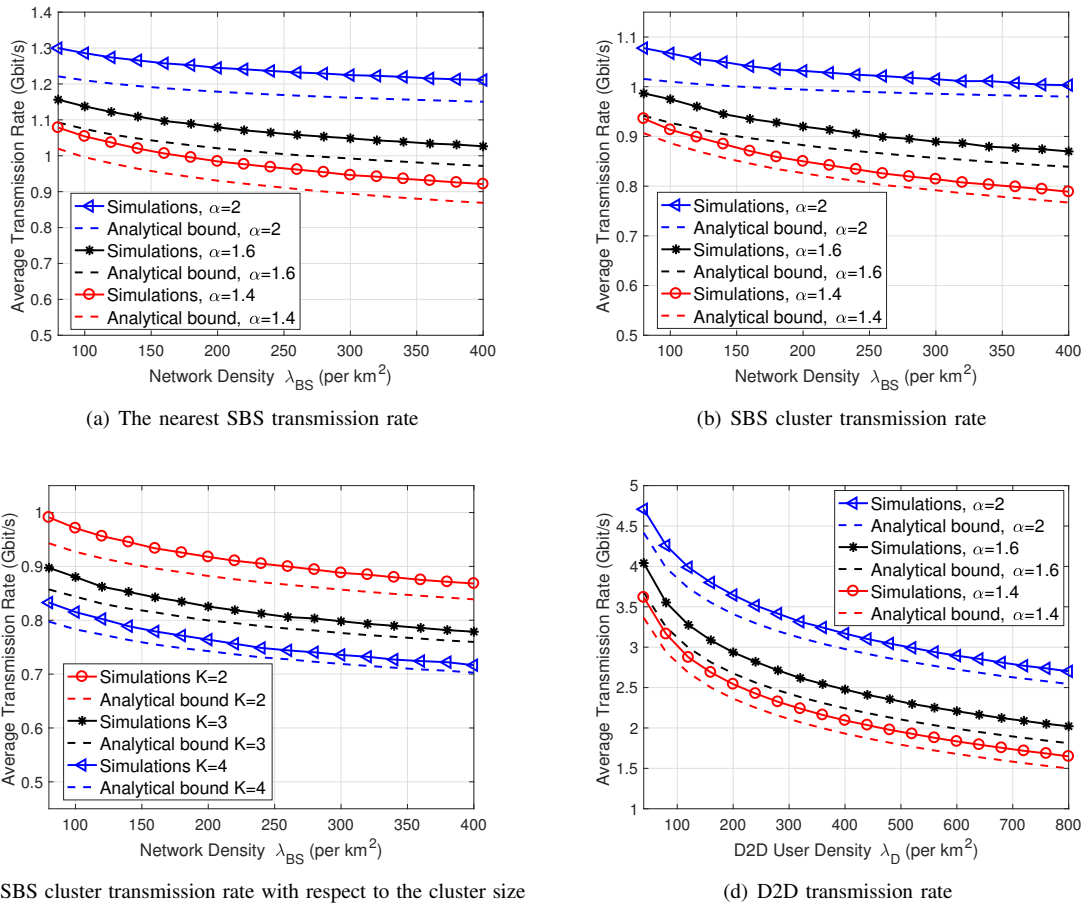 1.4
1.3
1.2
1.1
1
0.9
0.8
0.7
0.6
0.5
Average Transmission Rate (Gbit/s)
Simulations, α=2
Analytical bound, α=2
Simulations, α=1.6
Analytical bound, α=1.6
Simulations, α=1.4
Analytical bound, α=1.4
100 150 200 250 300 350 400
Network Density λBS (per km²)
(a) The nearest SBS transmission rate
1.1
1
0.9
0.8
0.7
0.6
0.5
Average Transmission Rate (Gbit/s)
Simulations, α=2
Analytical bound, α=2
Simulations, α=1.6
Analytical bound, α=1.6
Simulations, α=1.4
Analytical bound, α=1.4
100 150 200 250 300 350 400
Network Density λBS (per km²)
(b) SBS cluster transmission rate
1
0.9
0.8
0.7
0.6
0.5
Average Transmission Rate (Gbit/s)
Simulations K=2
Analytical bound K=2
Simulations K=3
Analytical bound K=3
Simulations K=4
Analytical bound K=4
100 150 200 250 300 350 400
Network Density λBS (per km²)
SBS cluster transmission rate with respect to the cluster size
5
4.5
4
3.5
3
2.5
2
1.5
1
Average Transmission Rate (Gbit/s)
Simulations, α=2
Analytical bound, α=2
Simulations, α=1.6
Analytical bound, α=1.6
Simulations, α=1.4
Analytical bound, α=1.4
100 200 300 400 500 600 700 800
D2D User Density λD (per km²)
(d) D2D transmission rate